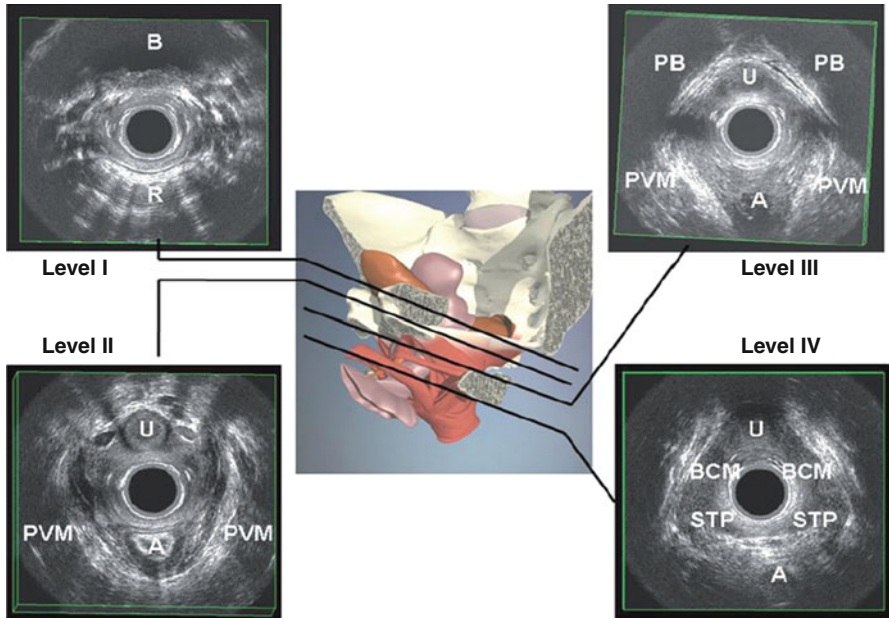 B
R
Level I
PB PB
U
PVM PVM
A
Level III
Level II
U
PVM PVM
A
Level IV
U
BCM BCM
STP STP
A